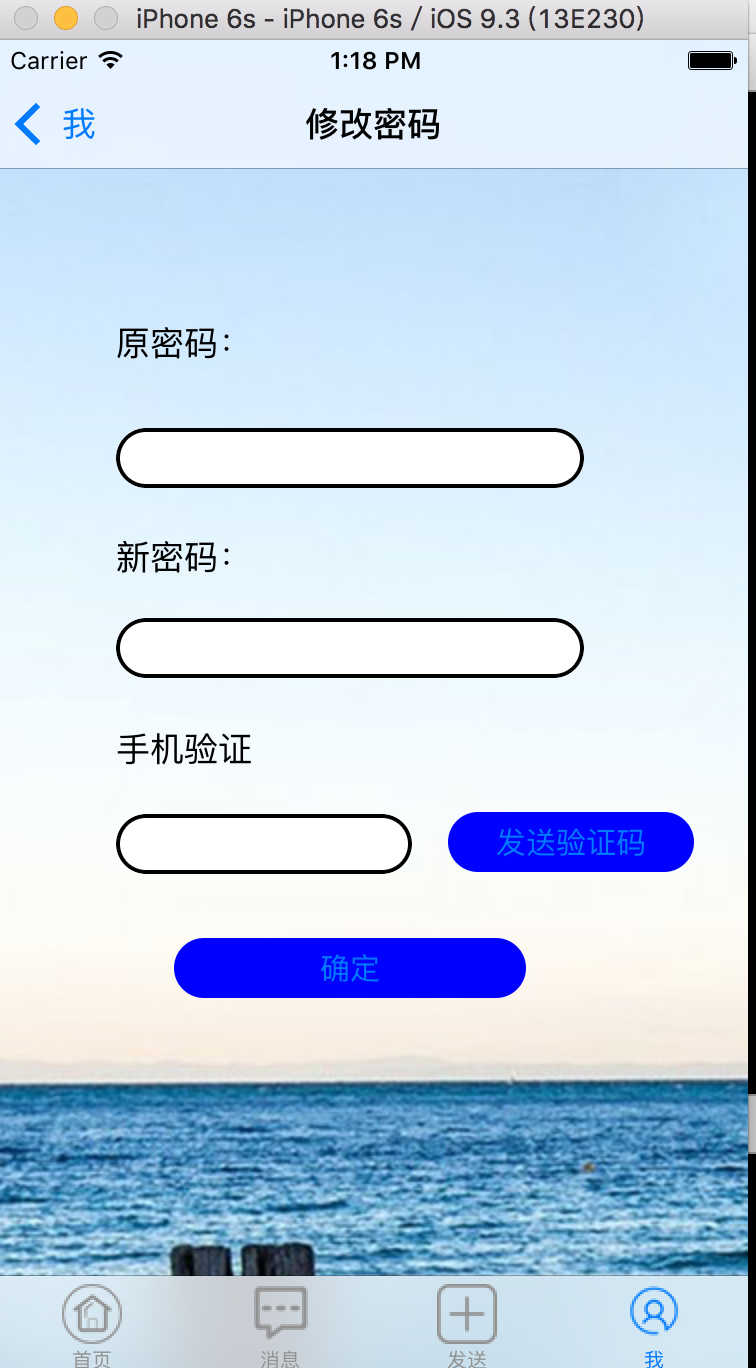 iPhone 6s - iPhone 6s / iOS 9.3 (13E230)
Carrier 1:18 PM
我 修改密码
原密码：
新密码：
手机验证
发送验证码
确定
首页 消息 发送 我